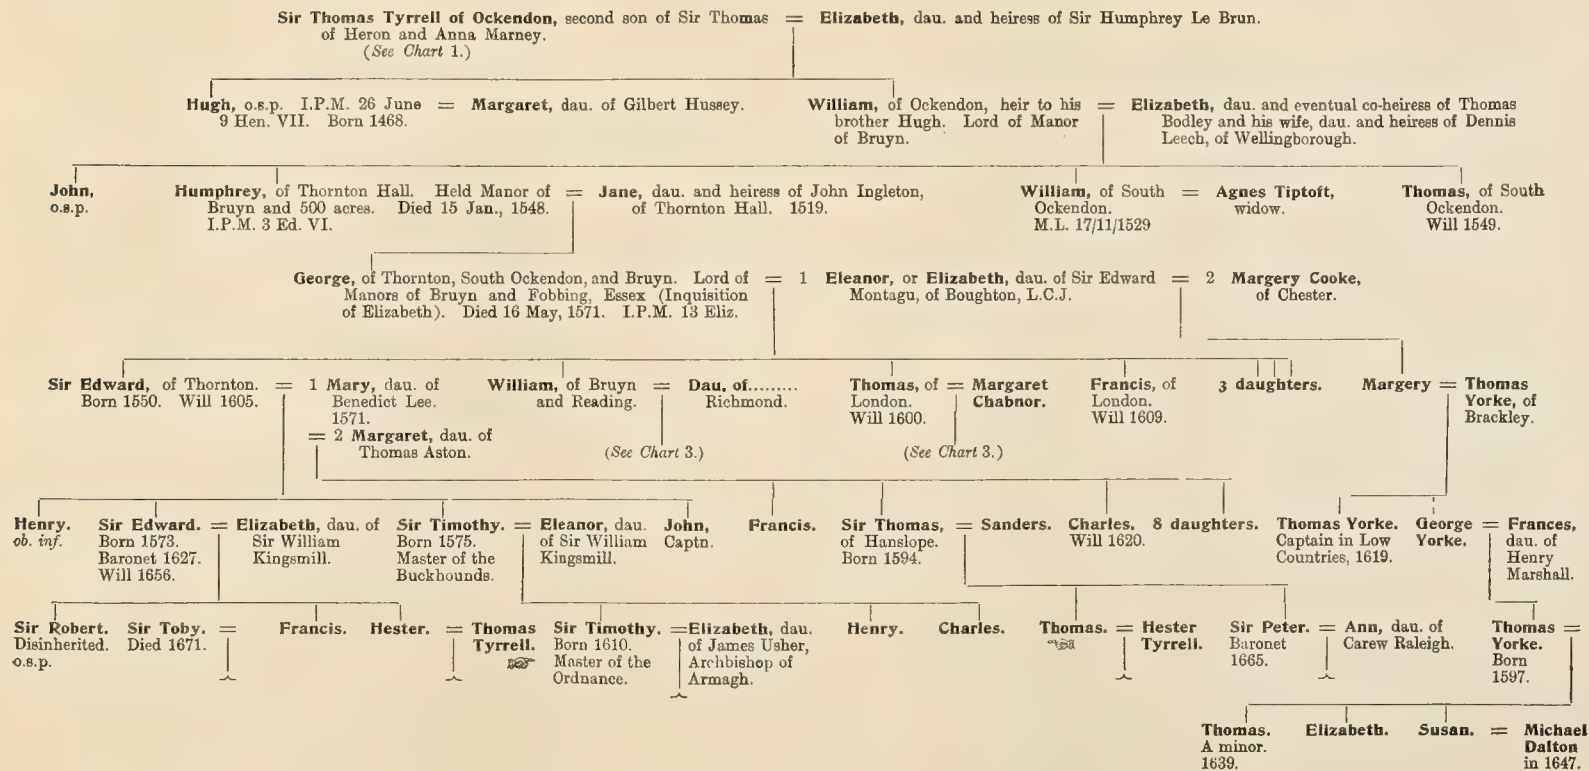 Sir Thomas Tyrrell of Ockendon, second son of Sir Thomas = Elizabeth, dau. and heiress of Sir Humphrey Le Brun.
of Heron and Anna Marney.
(See Chart 1.)
Hugh, o.s.p. I.P.M. 26 June = Margaret, dau. of Gilbert Hussey.
9 Hen. VII. Born 1468.
William, of Ockendon, heir to his = Elizabeth, dau. and eventual co-heiress of Thomas
brother Hugh. Lord of Manor
of Bruyn.
Bodley and his wife, dau. and heiress of Dennis
Leech, of Wellingborough.
John,
o.s.p.
Humphrey, of Thornton Hall. Held Manor of = Jane, dau. and heiress of John Ingleton,
Bruyn and 500 acres. Died 15 Jan., 1548.
I.P.M. 3 Ed. VI.
of Thornton Hall. 1519.
William, of South = Agnes Tiptoft,
Ockendon.
M.L. 17/11/1529
widow.
Thomas, of South
Ockendon.
Will 1549.
George, of Thornton, South Ockendon, and Bruyn. Lord of = 1 Eleanor, or Elizabeth, dau. of Sir Edward = 2 Margery Cooke,
Manors of Bruyn and Fobbing, Essex (Inquisition
of Elizabeth). Died 16 May, 1571. I.P.M. 13 Eliz.
Montagu, of Boughton, L.C.J.
of Chester.
Sir Edward, of Thornton. = 1 Mary, dau. of
Born 1550. Will 1605.
Benedict Lee.
1571.
= 2 Margaret, dau. of
Thomas Aston.
William, of Bruyn = Dau. of.........
and Reading.
Richmond.
(See Chart 3.)
Thomas, of = Margaret
London.
Will 1600.
Chabnor.
(See Chart 3.)
Francis, of
London.
Will 1609.
3 daughters.
Margery = Thomas
Yorke, of
Brackley.
Henry.
ob. inf.
Sir Edward. = Elizabeth, dau. of
Born 1573.
Baronet 1627.
Will 1656.
Sir William
Kingsmill.
Sir Timothy. = Eleanor, dau.
Born 1575.
Master of the
Buckhounds.
of Sir William
Kingsmill.
John,
Captn.
Francis.
Sir Thomas, = Sanders.
of Hanslope.
Born 1594.
Charles.
Will 1620.
8 daughters.
Thomas Yorke.
Captain in Low
Countries, 1619.
George = Frances,
Yorke.
dau. of
Henry
Marshall.
Sir Robert.
Disinherited.
o.s.p.
Sir Toby. =
Died 1671.
Francis.
Hester. = Thomas
Tyrrell.
☞
Sir Timothy. = Elizabeth, dau.
Born 1610.
Master of the
Ordnance.
of James Usher,
Archbishop of
Armagh.
Henry.
Charles.
Thomas. = Hester
☜
Tyrrell.
Sir Peter. = Ann, dau. of
Baronet
1665.
Carew Raleigh.
Thomas =
Yorke.
Born
1597.
Thomas.
A minor.
1639.
Elizabeth.
Susan. = Michael
Dalton
in 1647.